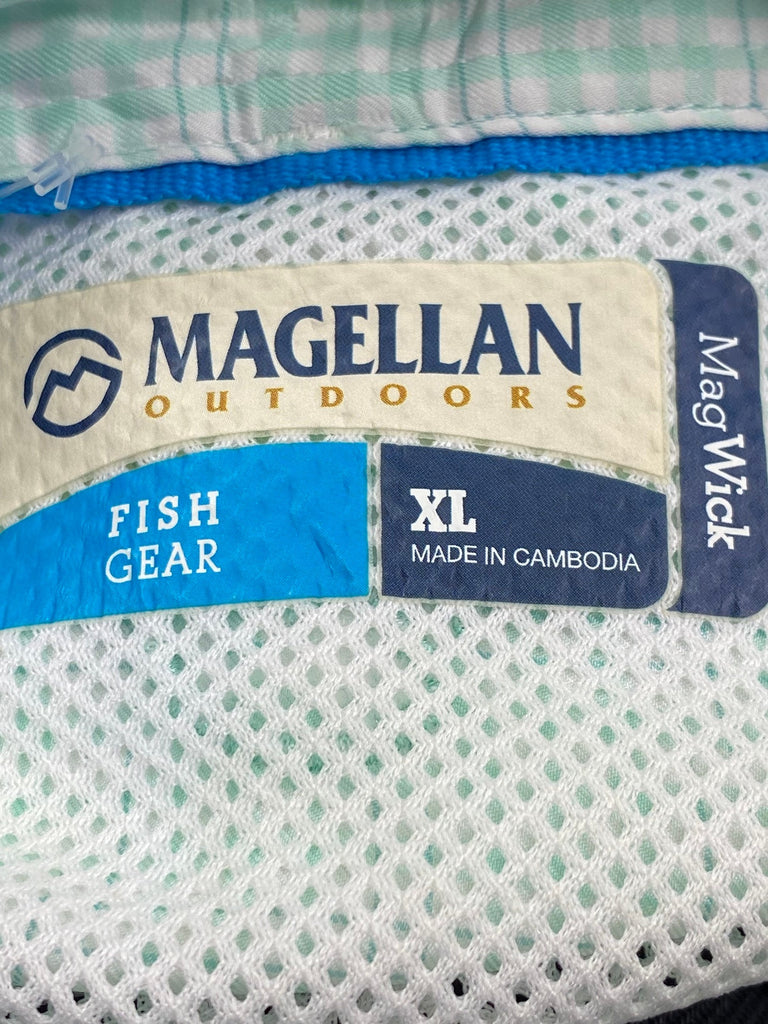 MAGELLAN
OUTDOORS
FISH
GEAR
XL
MADE IN CAMBODIA
MagWick